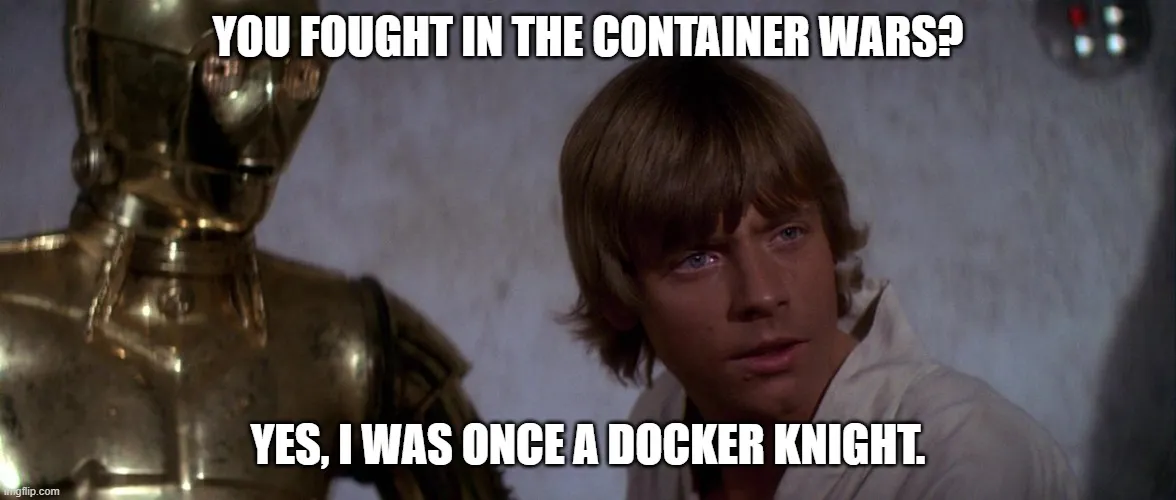 YOU FOUGHT IN THE CONTAINER WARS?
YES, I WAS ONCE A DOCKER KNIGHT.
imgflip.com